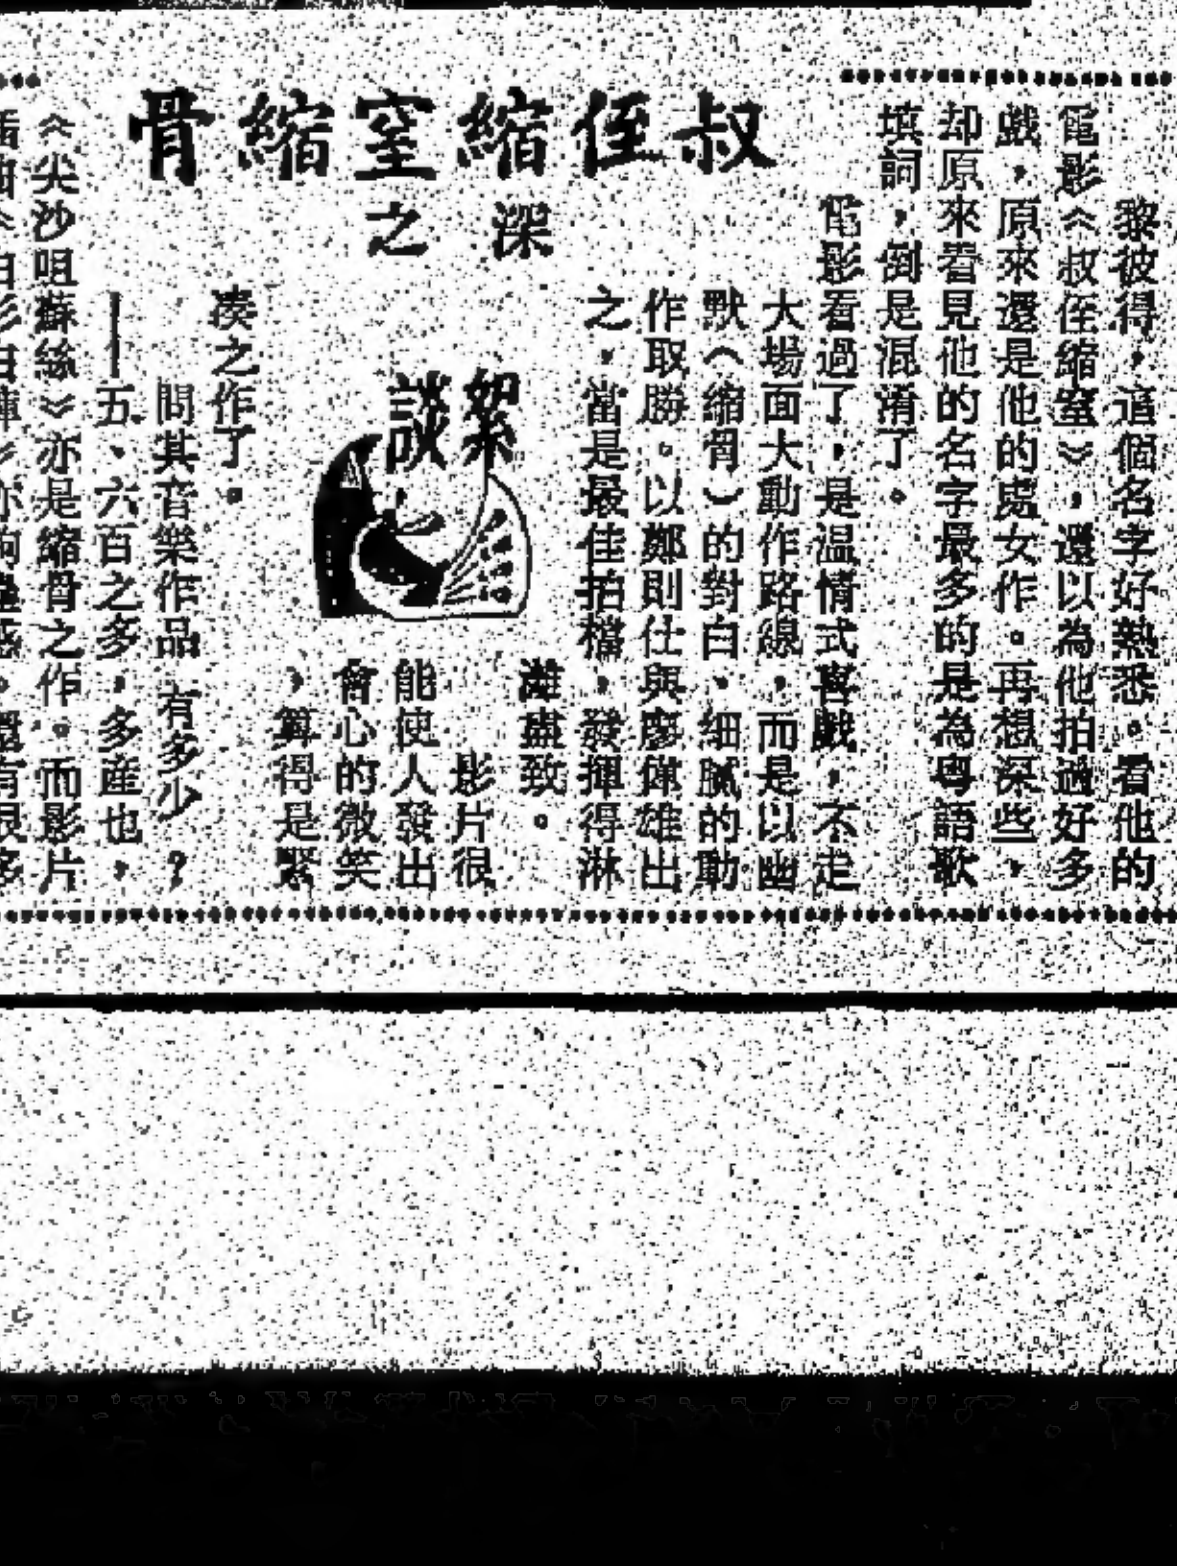 叔侄縮窒縮骨
深之
絮談
黎彼得，這個名字好熟悉。看他的
電影《叔侄縮窒》，還以為他拍過好多
戲，原來還是他的處女作。再想深些，
却原來看見他的名字最多的是為粵語歌
填詞，倒是混淆了。
電影看過了，是温情式喜戲，不走
大場面大動作路線，而是以幽
默（縮骨）的對白、細膩的動
作取勝。以鄭則仕與廖偉雄出
之，當是最佳拍檔，發揮得淋
灕盡致。
影片很
能使人發出
會心的微笑
，算得是緊
凑之作了。
問其音樂作品有多少？
——五、六百之多，多產也，
《尖沙咀蘇絲》亦是縮骨之作。而影片